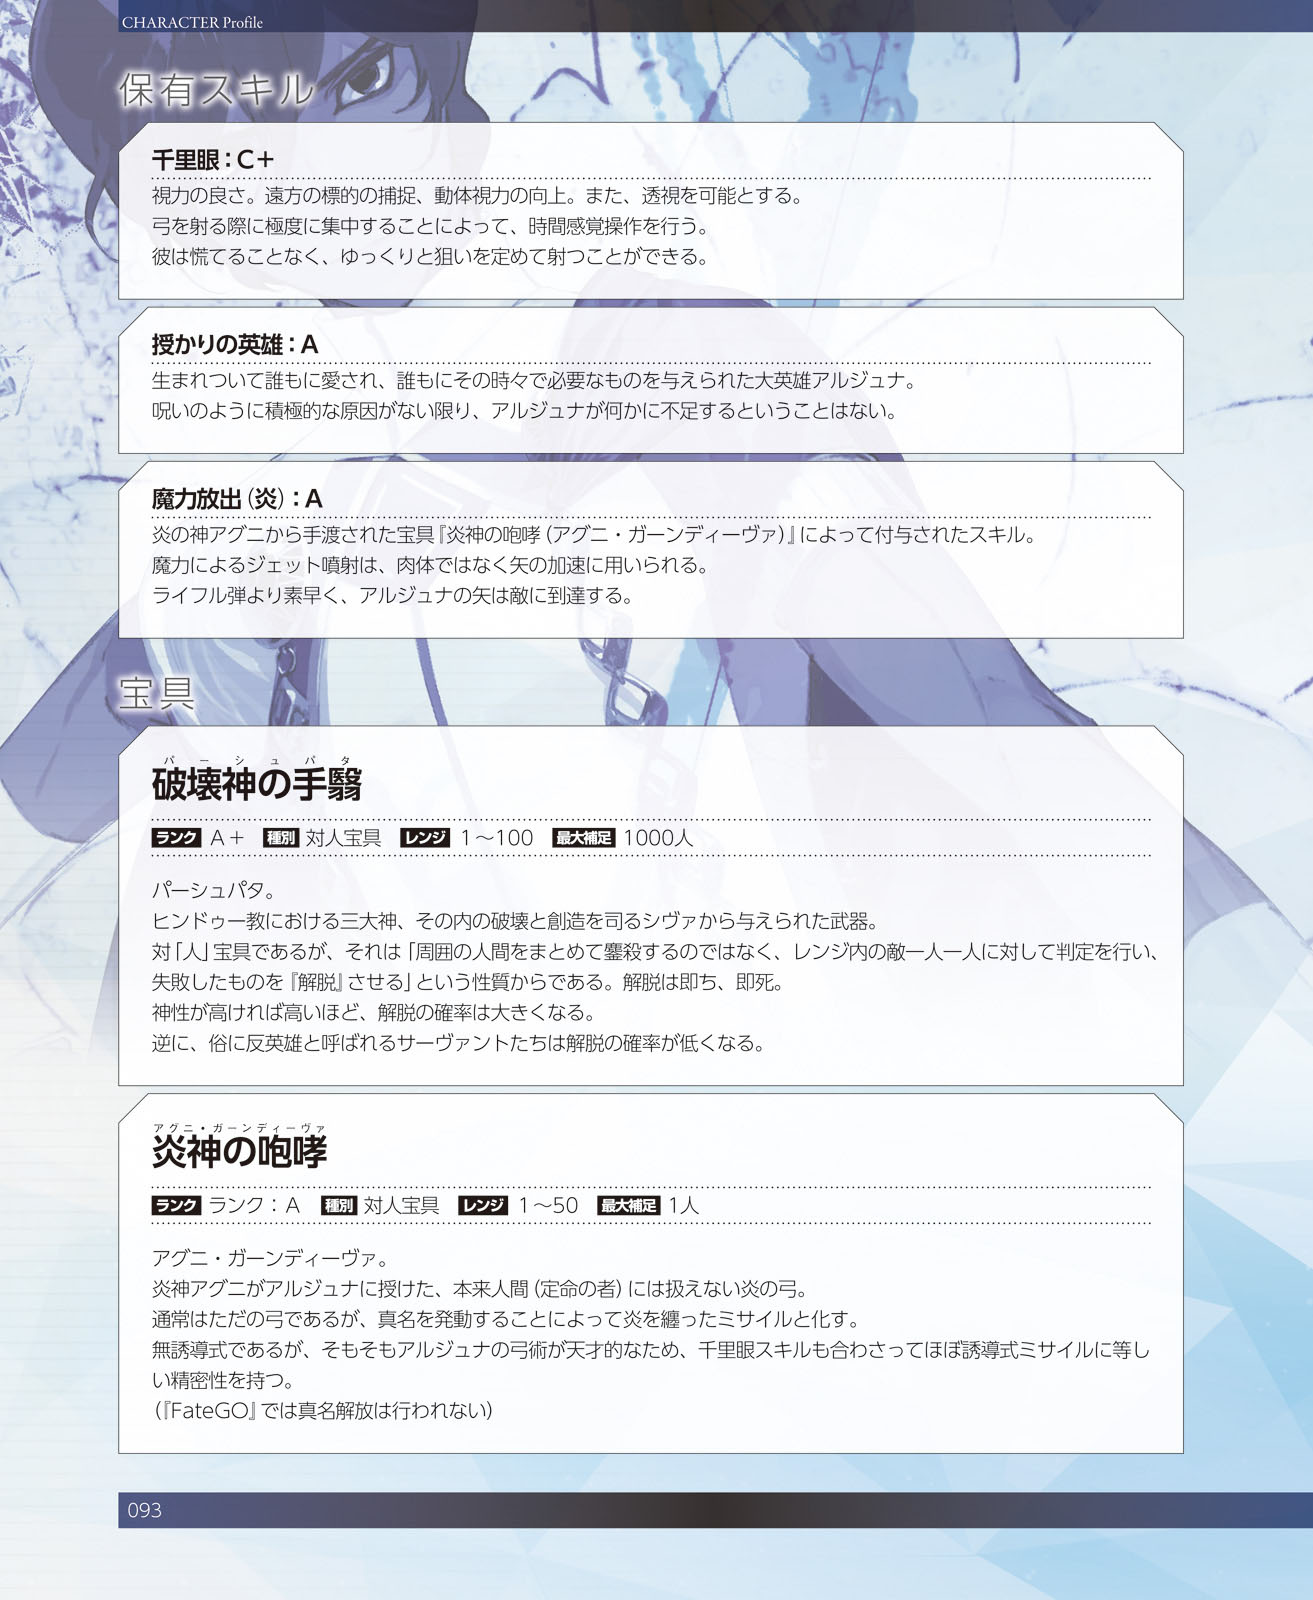 CHARACTER Profile
保有スキル
千里眼：C＋
視力の良さ。遠方の標的の捕捉、動体視力の向上。また、透視を可能とする。
弓を射る際に極度に集中することによって、時間感覚操作を行う。
彼は慌てることなく、ゆっくりと狙いを定めて射つことができる。
授かりの英雄：A
生まれついて誰もに愛され、誰もにその時々で必要なものを与えられた大英雄アルジュナ。
呪いのように積極的な原因がない限り、アルジュナが何かに不足するということはない。
魔力放出（炎）：A
炎の神アグニから手渡された宝具『炎神の咆哮（アグニ・ガーンディーヴァ）』によって付与されたスキル。
魔力によるジェット噴射は、肉体ではなく矢の加速に用いられる。
ライフル弾より素早く、アルジュナの矢は敵に到達する。
宝具
パーシュパタ
破壊神の手翳
ランク A＋ 種別 対人宝具 レンジ 1～100 最大補足 1000人
パーシュパタ。
ヒンドゥー教における三大神、その内の破壊と創造を司るシヴァから与えられた武器。
対「人」宝具であるが、それは「周囲の人間をまとめて鏖殺するのではなく、レンジ内の敵一人一人に対して判定を行い、
失敗したものを『解脱』させる」という性質からである。解脱は即ち、即死。
神性が高ければ高いほど、解脱の確率は大きくなる。
逆に、俗に反英雄と呼ばれるサーヴァントたちは解脱の確率が低くなる。
アグニ・ガーンディーヴァ
炎神の咆哮
ランク ランク：A 種別 対人宝具 レンジ 1～50 最大補足 1人
アグニ・ガーンディーヴァ。
炎神アグニがアルジュナに授けた、本来人間（定命の者）には扱えない炎の弓。
通常はただの弓であるが、真名を発動することによって炎を纏ったミサイルと化す。
無誘導式であるが、そもそもアルジュナの弓術が天才的なため、千里眼スキルも合わさってほぼ誘導式ミサイルに等し
い精密性を持つ。
（『FateGO』では真名解放は行われない）
093